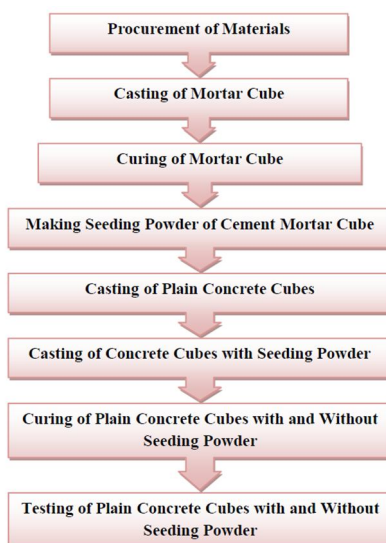 Procurement of Materials
Casting of Mortar Cube
Curing of Mortar Cube
Making Seeding Powder of Cement Mortar Cube
Casting of Plain Concrete Cubes
Casting of Concrete Cubes with Seeding Powder
Curing of Plain Concrete Cubes with and Without
Seeding Powder
Testing of Plain Concrete Cubes with and Without
Seeding Powder